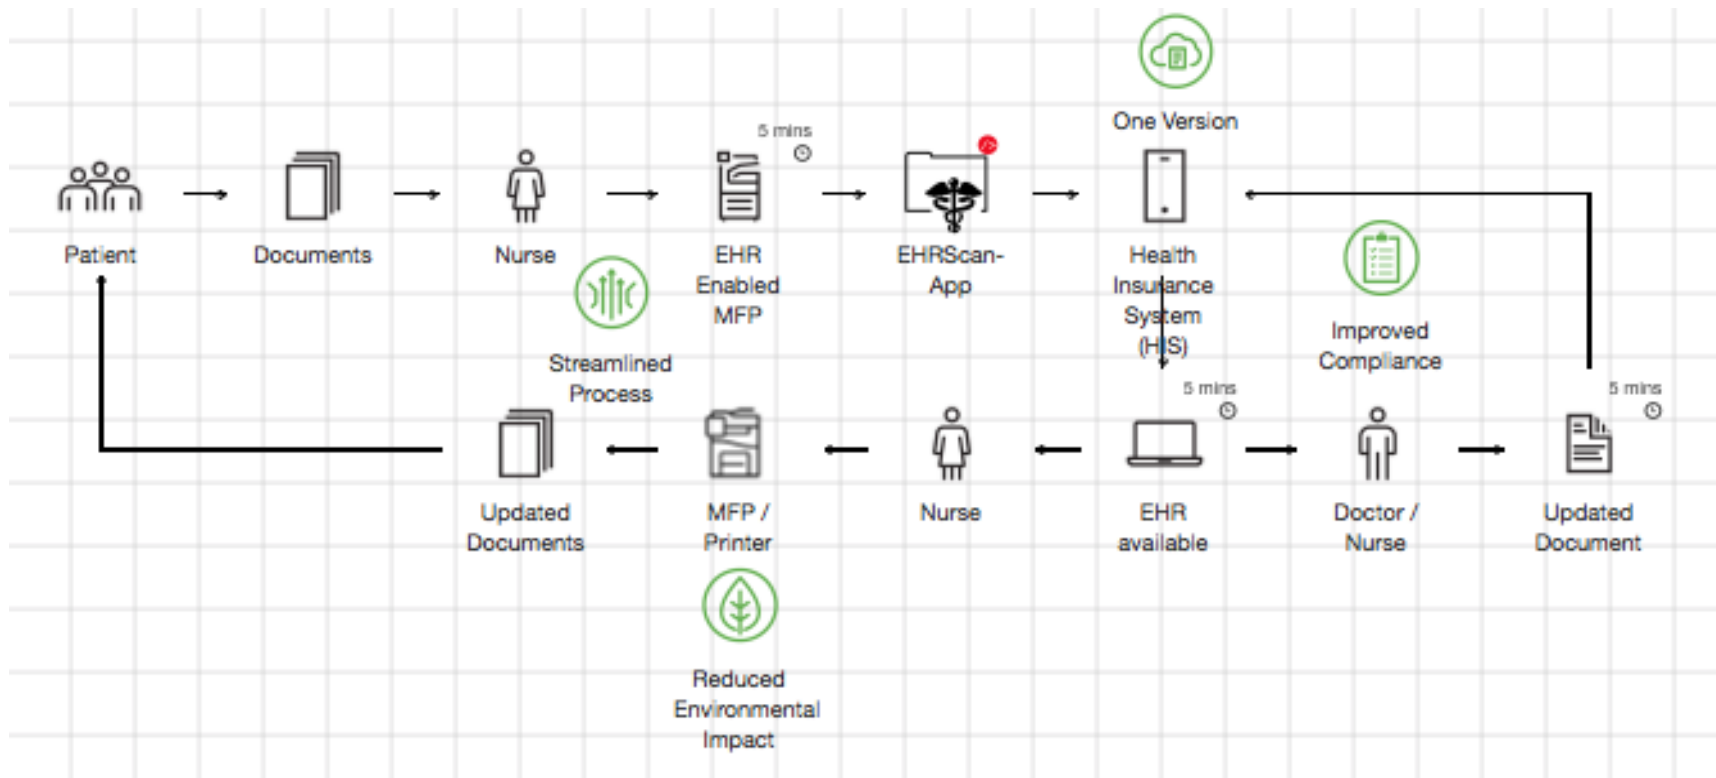 One Version
5 mins
Patient
Documents
Nurse
EHR
Enabled
MFP
EHRScan-
App
Health
Insurance
System
(HIS)
Streamlined
Process
Improved
Compliance
5 mins
5 mins
Updated
Documents
MFP /
Printer
Nurse
EHR
available
Doctor /
Nurse
Updated
Document
Reduced
Environmental
Impact